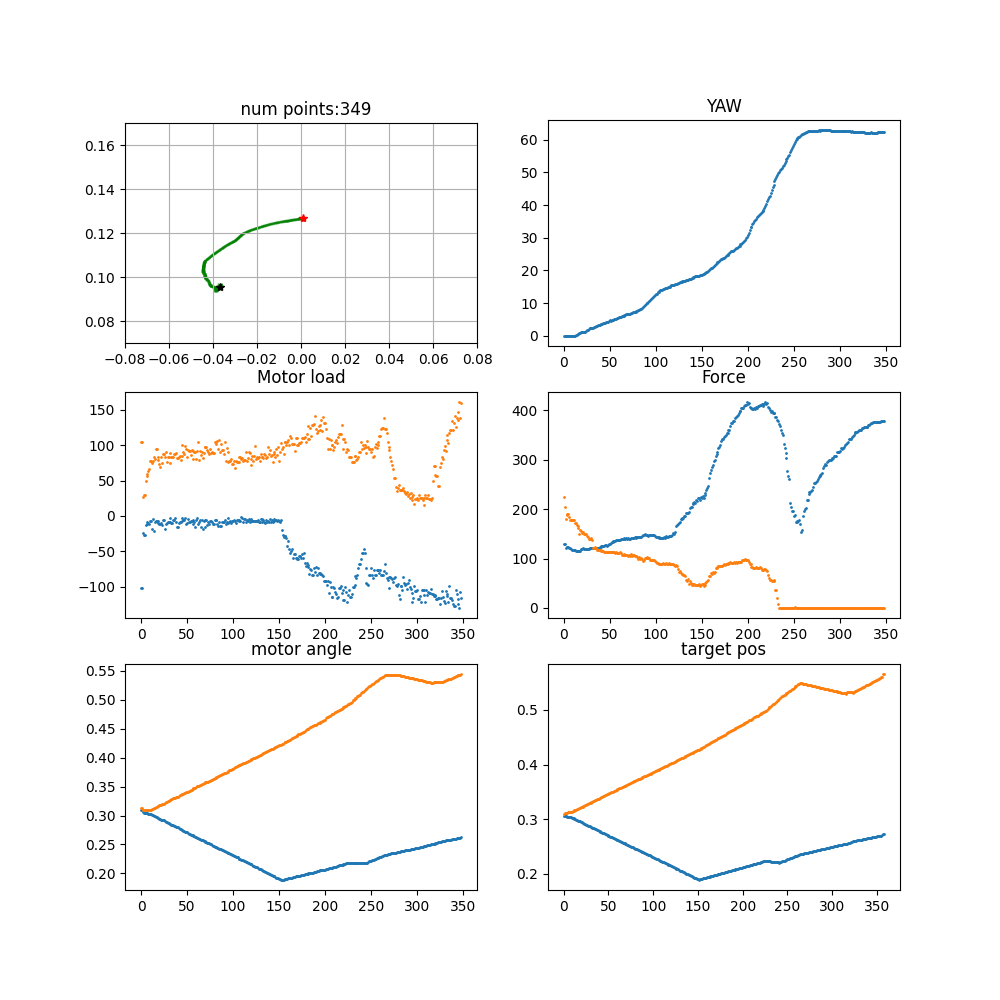 num points:349
0.16
0.14
0.12
0.10
0.08
−0.08 −0.06 −0.04 −0.02 0.00 0.02 0.04 0.06 0.08
YAW
60
50
40
30
20
10
0
0 50 100 150 200 250 300 350
Motor load
150
100
50
0
−50
−100
0 50 100 150 200 250 300 350
Force
400
300
200
100
0
0 50 100 150 200 250 300 350
motor angle
0.55
0.50
0.45
0.40
0.35
0.30
0.25
0.20
0 50 100 150 200 250 300 350
target pos
0.5
0.4
0.3
0.2
0 50 100 150 200 250 300 350